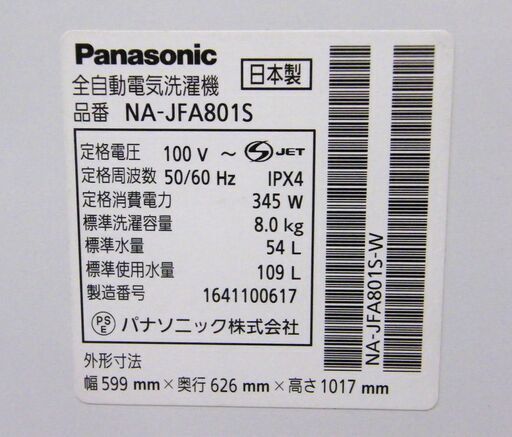 Panasonic
全自動電気洗濯機
日本製
品番 NA-JFA801S
定格電圧 100 V ～ S JET
定格周波数 50/60 Hz IPX4
定格消費電力 345 W
標準洗濯容量 8.0 kg
標準水量 54 L
標準使用水量 109 L
製造番号 1641100617
PSE パナソニック株式会社
外形寸法
幅 599 mm×奥行 626 mm×高さ 1017 mm
NA-JFA801S-W